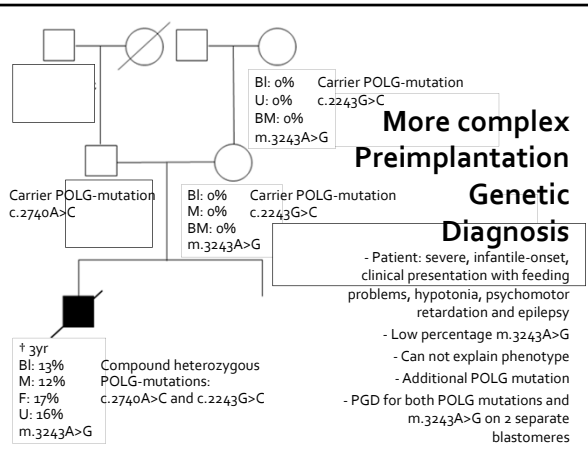 Bl: 0%
U: 0%
BM: 0%
m.3243A>G
Carrier POLG-mutation
c.2243G>C
More complex
Preimplantation
Genetic
Diagnosis
Carrier POLG-mutation
c.2740A>C
Bl: 0%
M: 0%
BM: 0%
m.3243A>G
Carrier POLG-mutation
c.2243G>C
- Patient: severe, infantile-onset,
clinical presentation with feeding
problems, hypotonia, psychomotor
retardation and epilepsy
- Low percentage m.3243A>G
- Can not explain phenotype
- Additional POLG mutation
- PGD for both POLG mutations and
m.3243A>G on 2 separate
blastomeres
† 3yr
Bl: 13%
M: 12%
F: 17%
U: 16%
m.3243A>G
Compound heterozygous
POLG-mutations:
c.2740A>C and c.2243G>C